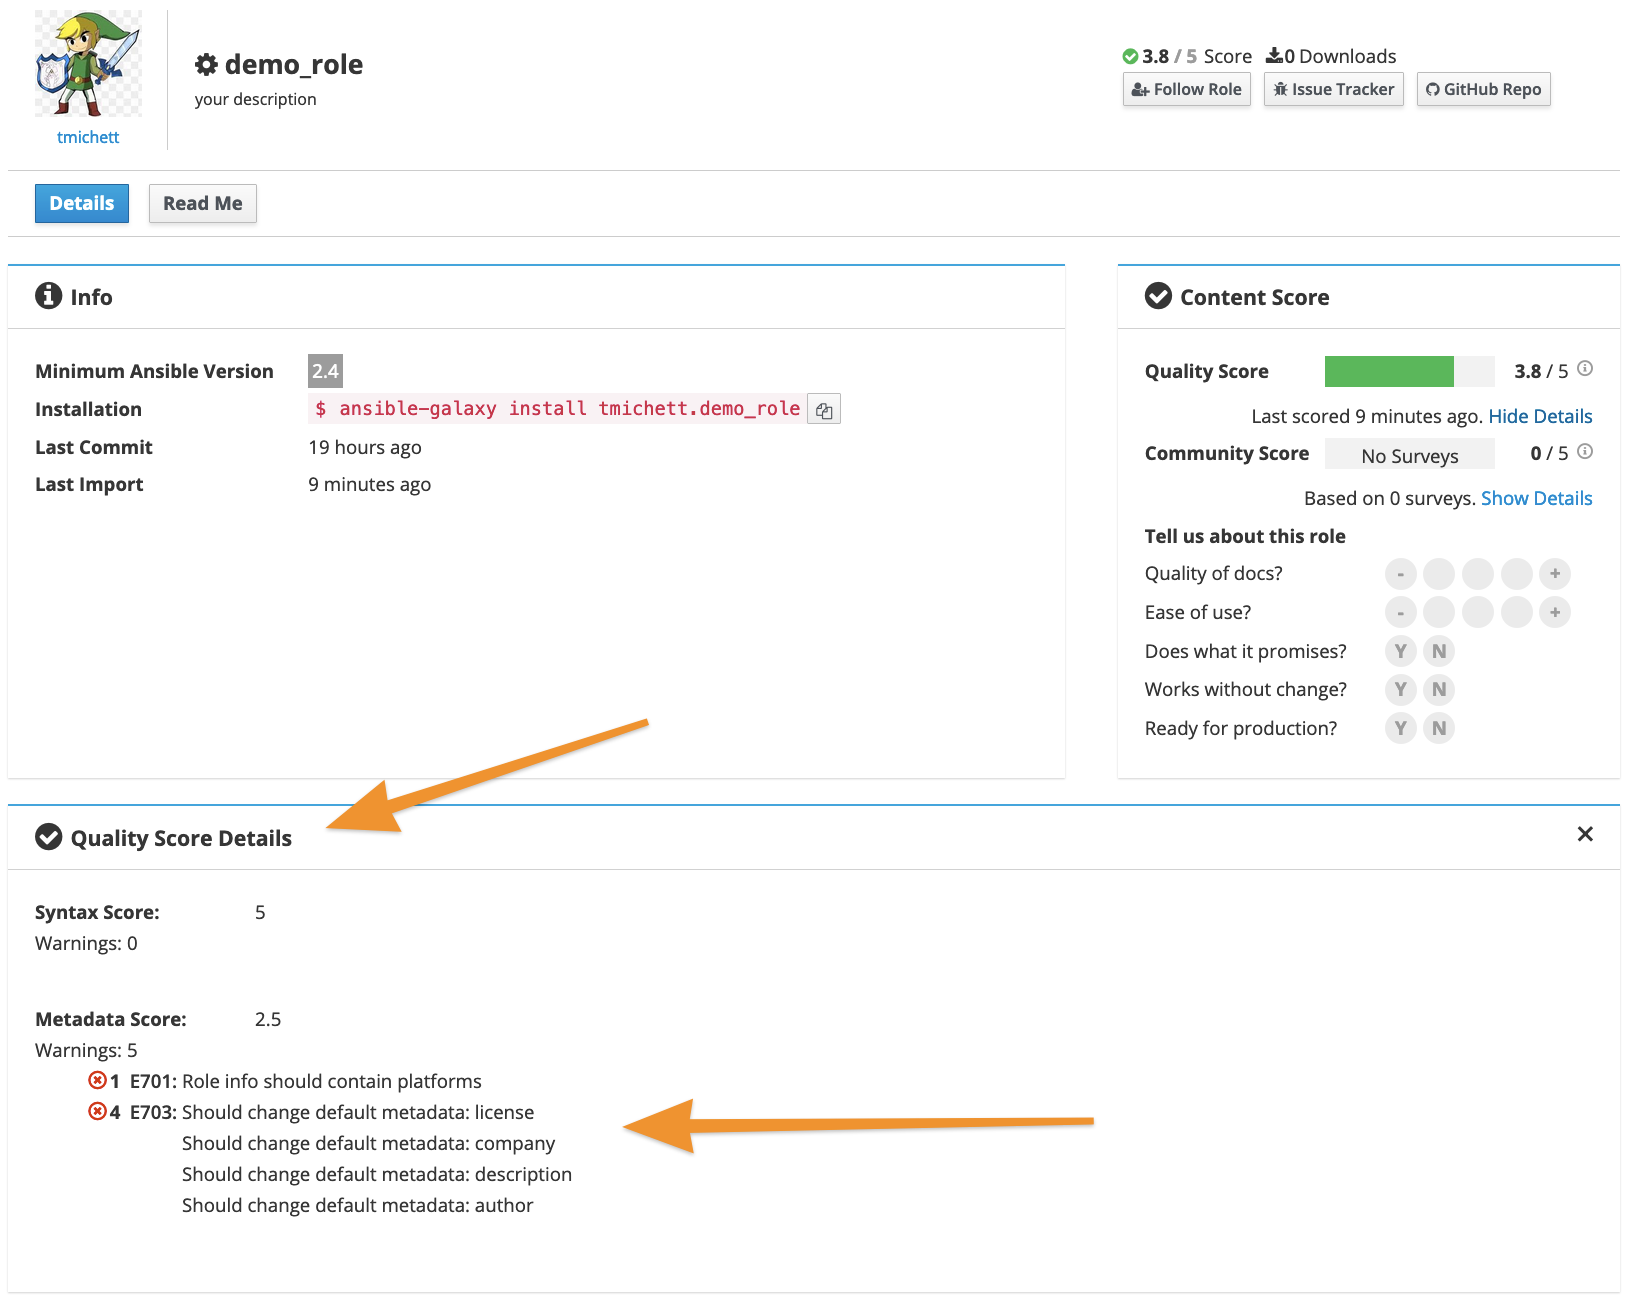 demo_role
your description
tmichett
3.8 / 5 Score 0 Downloads
Follow Role Issue Tracker GitHub Repo
Details Read Me
Info
Minimum Ansible Version 2.4
Installation $ ansible-galaxy install tmichett.demo_role
Last Commit 19 hours ago
Last Import 9 minutes ago
Content Score
Quality Score 3.8 / 5
Last scored 9 minutes ago. Hide Details
Community Score No Surveys 0 / 5
Based on 0 surveys. Show Details
Tell us about this role
Quality of docs? - +
Ease of use? - +
Does what it promises? Y N
Works without change? Y N
Ready for production? Y N
Quality Score Details
Syntax Score: 5
Warnings: 0
Metadata Score: 2.5
Warnings: 5
1 E701: Role info should contain platforms
4 E703: Should change default metadata: license
Should change default metadata: company
Should change default metadata: description
Should change default metadata: author